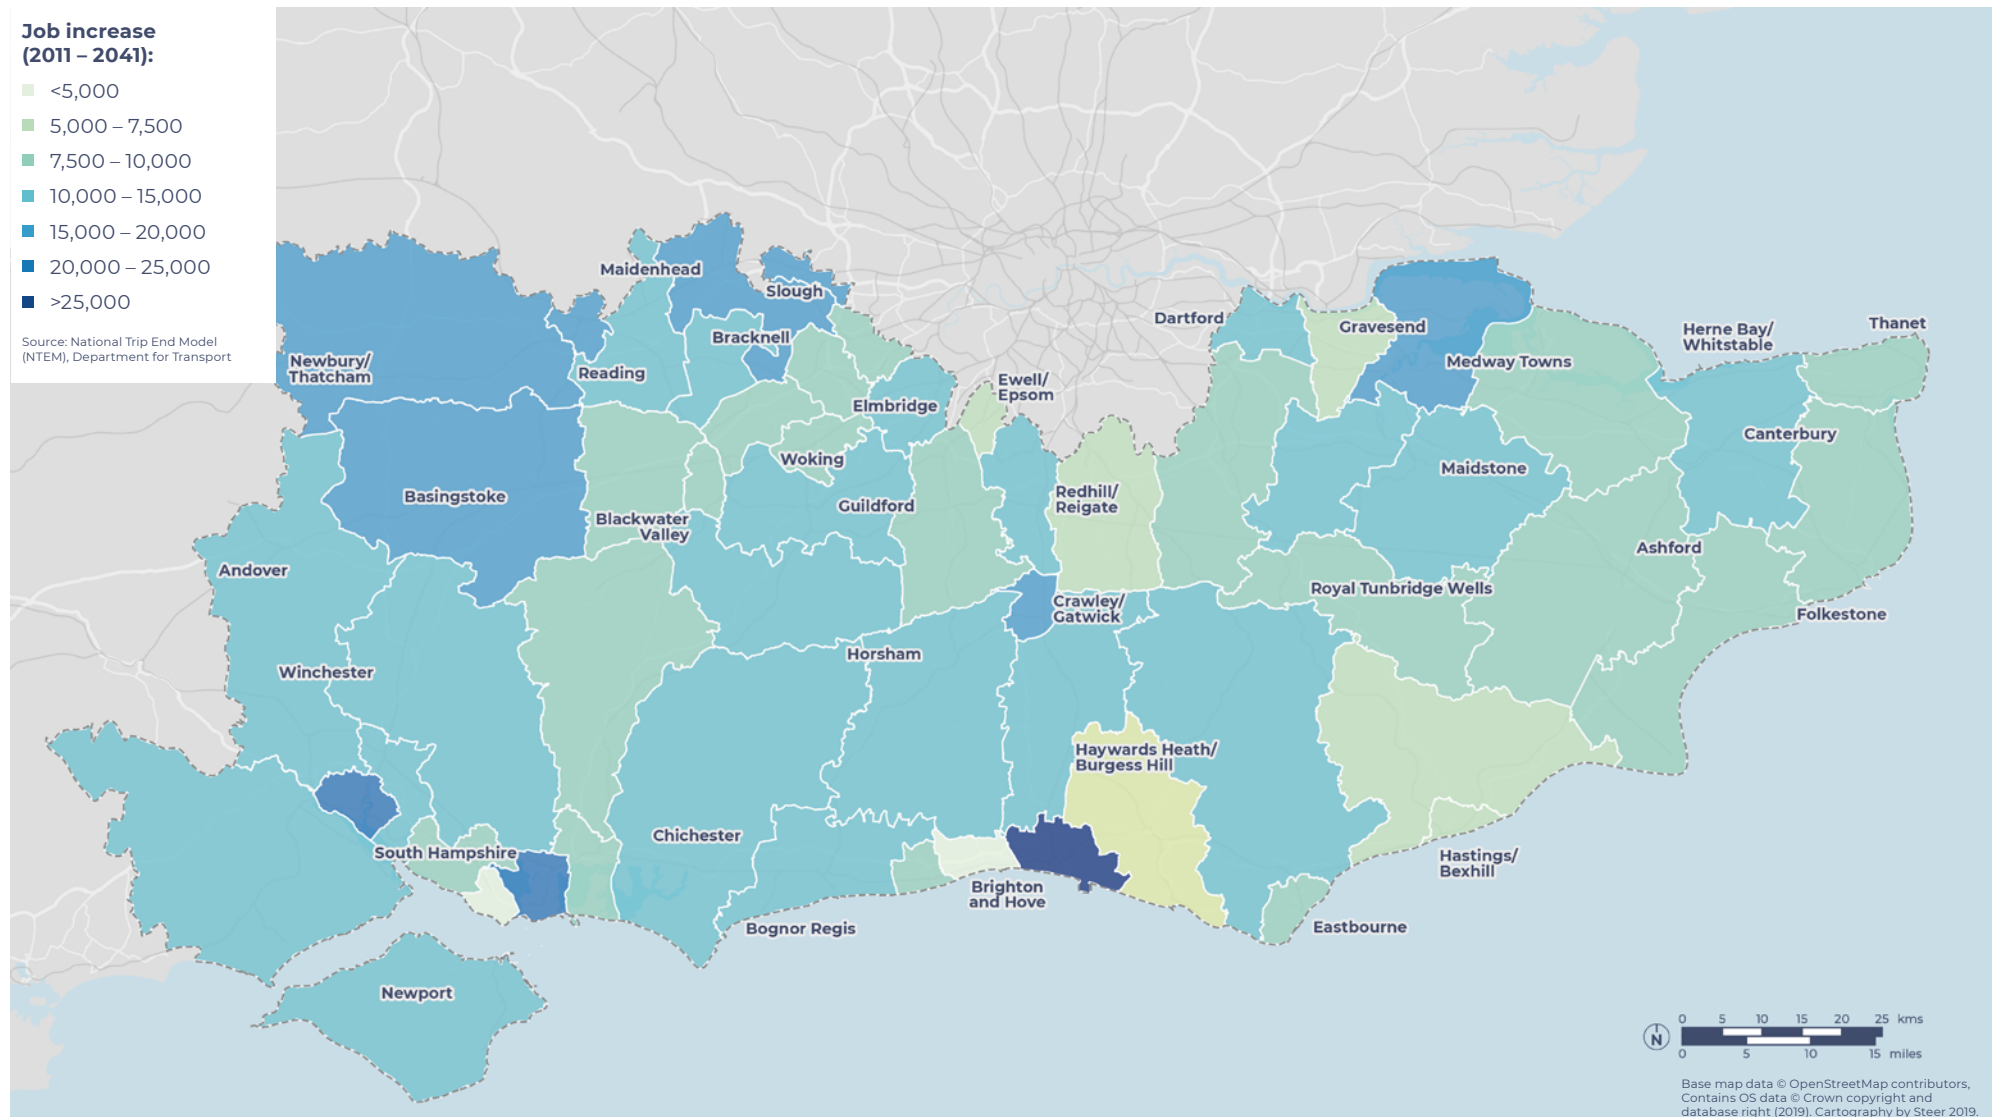 Job increase
(2011 – 2041):
<5,000
5,000 – 7,500
7,500 – 10,000
10,000 – 15,000
15,000 – 20,000
20,000 – 25,000
>25,000
Source: National Trip End Model
(NTEM), Department for Transport
Maidenhead
Slough
Bracknell
Newbury/
Thatcham
Reading
Elmbridge
Ewell/
Epsom
Dartford
Gravesend
Medway Towns
Herne Bay/
Whitstable
Thanet
Canterbury
Maidstone
Woking
Guildford
Basingstoke
Blackwater
Valley
Redhill/
Reigate
Ashford
Andover
Royal Tunbridge Wells
Crawley/
Gatwick
Folkestone
Horsham
Winchester
Haywards Heath/
Burgess Hill
Chichester
South Hampshire
Hastings/
Bexhill
Brighton
and Hove
Bognor Regis
Eastbourne
Newport
0 5 10 15 20 25 kms
N
0 5 10 15 miles
Base map data © OpenStreetMap contributors,
Contains OS data © Crown copyright and
database right (2019). Cartography by Steer 2019.